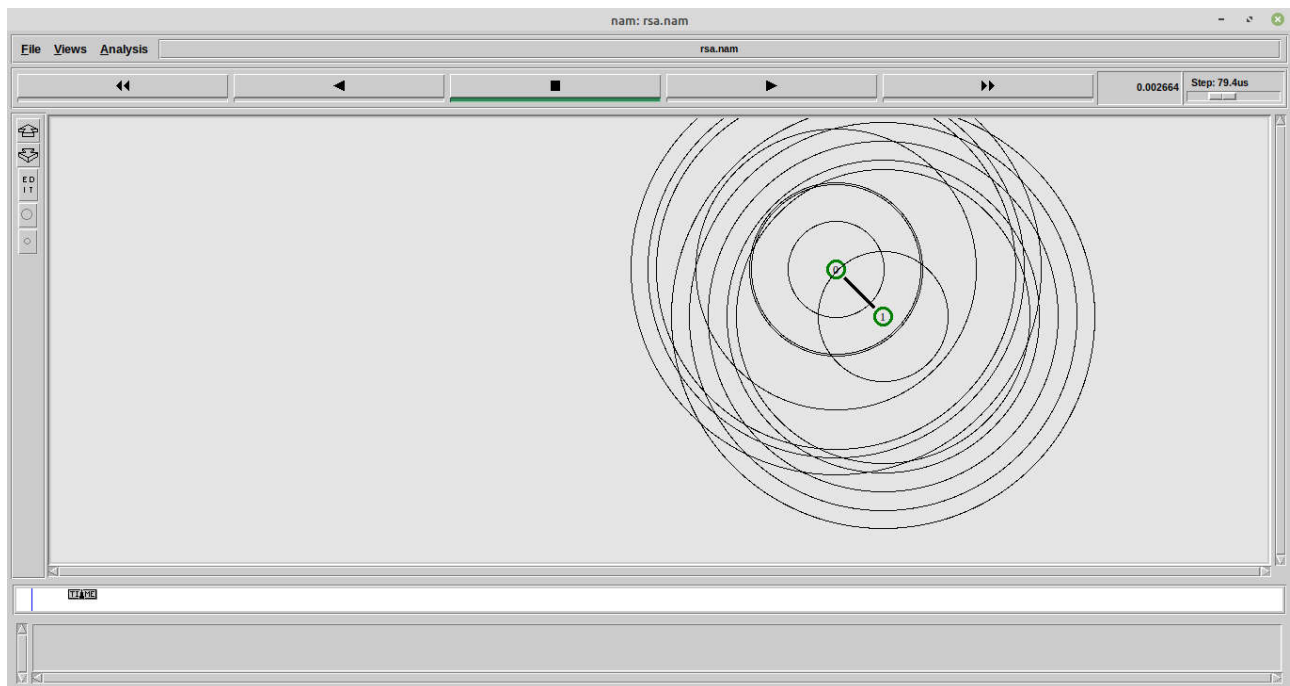 nam: rsa.nam
File Views Analysis rsa.nam
0.002664 Step: 79.4us
ED
IT
0
1
TIME